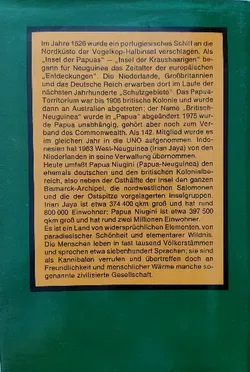 Im Jahre 1526 wurde ein portugiesisches Schiff an die
Nordküste der Vogelkop-Halbinsel verschlagen. Als
„Insel der Papuas" – „Insel der Kraushaarigen" be-
gann für Neuguinea das Zeitalter der europäischen
„Entdeckungen". Die Niederlande, Großbritannien
und das Deutsche Reich erwarben dort im Laufe der
nächsten Jahrhunderte „Schutzgebiete". Das Papua-
Territorium war bis 1906 britische Kolonie und wurde
dann an Australien abgetreten; der Name „Britisch-
Neuguinea" wurde in „Papua" abgeändert. 1975 wur-
de Papua unabhängig, gehört aber noch zum Ver-
band des Commonwealth. Als 142. Mitglied wurde es
im gleichen Jahr in die UNO aufgenommen. Indo-
nesien hat 1963 West-Neuguinea (Irian Jaya) von den
Niederlanden in seine Verwaltung übernommen.
Heute umfaßt Papua Niugini (Papua-Neuguinea) den
ehemals deutschen und den britischen Kolonialbe-
reich, also neben der Osthälfte der Insel den ganzen
Bismarck-Archipel, die nordwestlichen Salomonen
und die der Ostspitze vorgelagerten Inselgruppen.
Irian Jaya ist etwa 374 400 qkm groß und hat rund
800 000 Einwohner; Papua Niugini ist etwa 397 500
qkm groß und hat rund zwei Millionen Einwohner.
Es ist ein Land von widersprüchlichen Elementen, von
paradiesischer Schönheit und elementarer Wildnis.
Die Menschen leben in fast tausend Völkerstämmen
und sprechen etwa siebenhundert Sprachen; sie sind
als Kannibalen verrufen und übertreffen doch an
Freundlichkeit und menschlicher Wärme manche so-
genannte zivilisierte Gesellschaft.